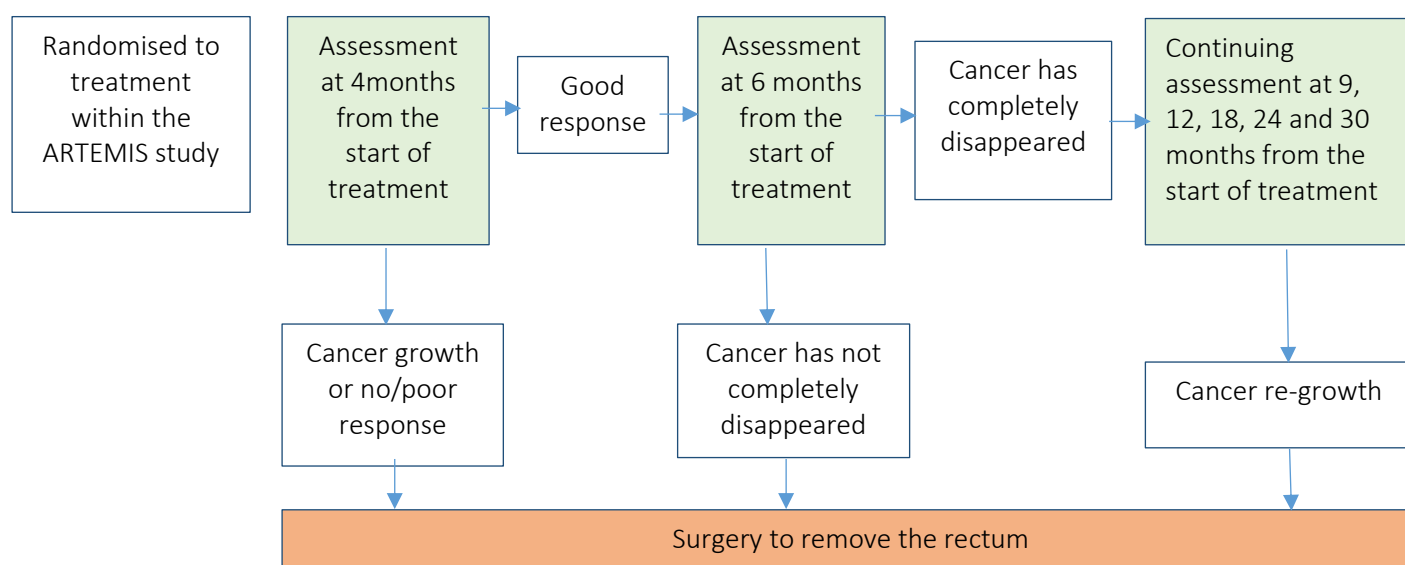 Randomised to
treatment
within the
ARTEMIS study
Assessment
at 4months
from the
start of
treatment
Good
response
Assessment
at 6 months
from the
start of
treatment
Cancer has
completely
disappeared
Continuing
assessment at 9,
12, 18, 24 and 30
months from the
start of treatment
Cancer growth
or no/poor
response
Cancer has not
completely
disappeared
Cancer re-growth
Surgery to remove the rectum